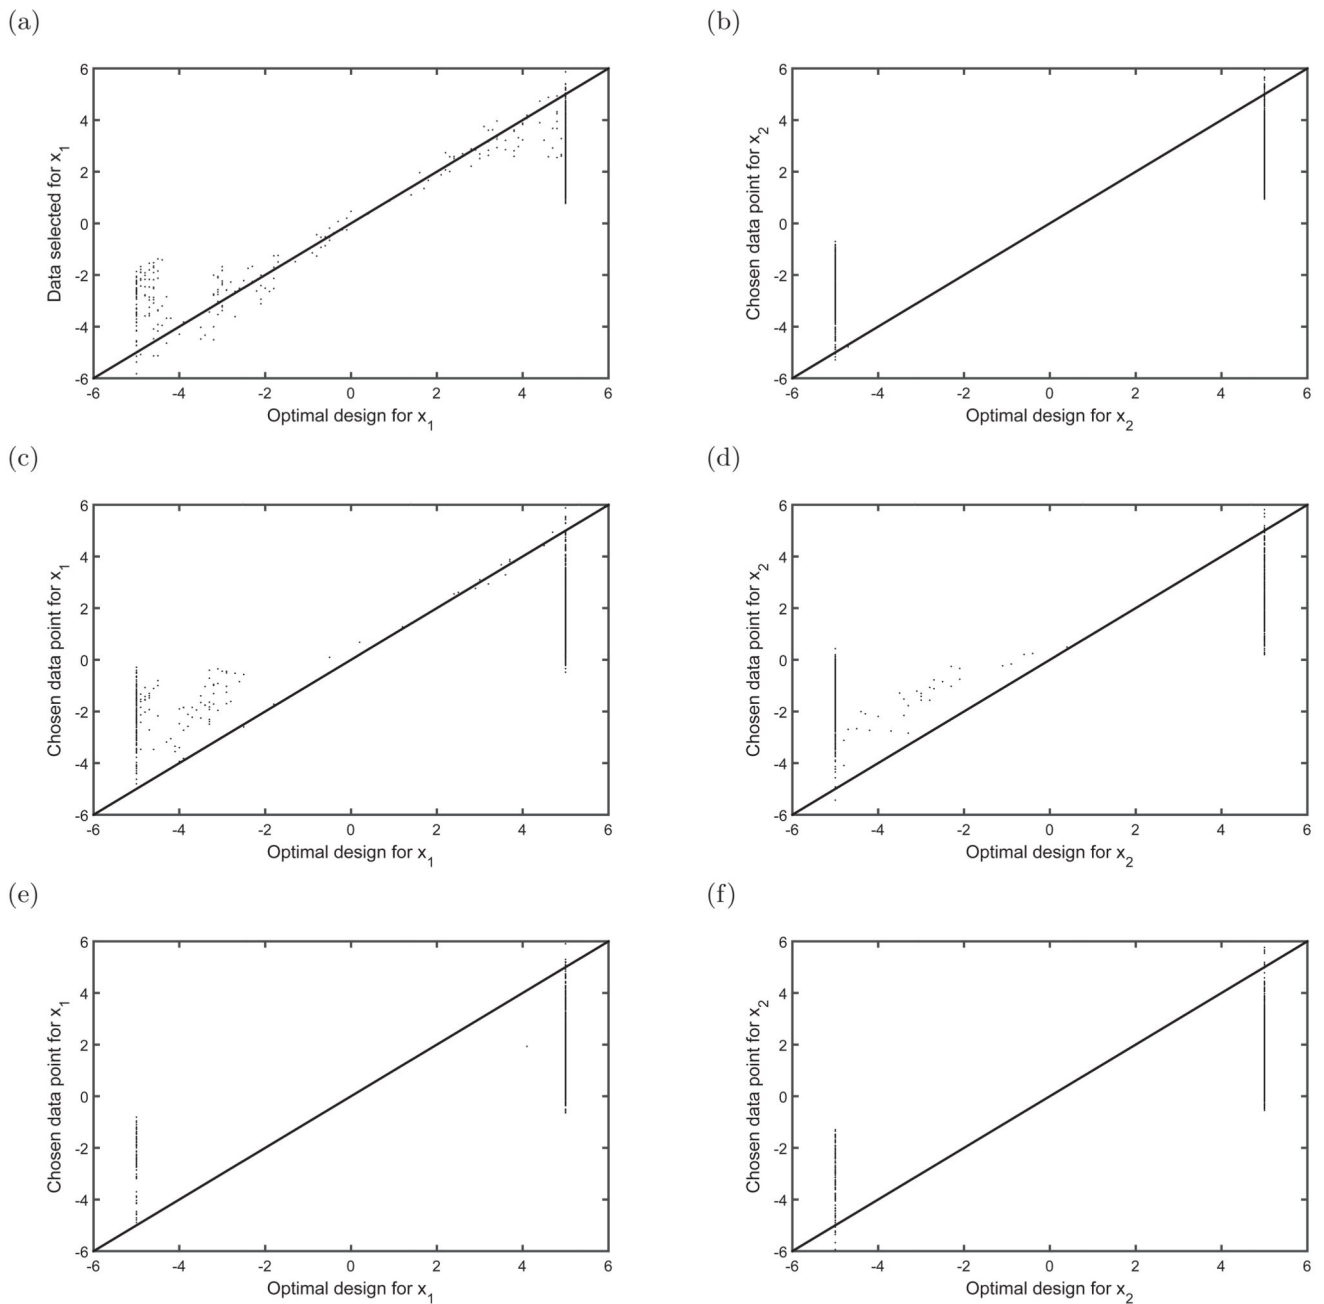 (a)
6
4
2
0
-2
-4
-6
-6 -4 -2 0 2 4 6
Data selected for x1
Optimal design for x1
(b)
6
4
2
0
-2
-4
-6
-6 -4 -2 0 2 4 6
Chosen data point for x2
Optimal design for x2
(c)
6
4
2
0
-2
-4
-6
-6 -4 -2 0 2 4 6
Chosen data point for x1
Optimal design for x1
(d)
6
4
2
0
-2
-4
-6
-6 -4 -2 0 2 4 6
Chosen data point for x2
Optimal design for x2
(e)
6
4
2
0
-2
-4
-6
-6 -4 -2 0 2 4 6
Chosen data point for x1
Optimal design for x1
(f)
6
4
2
0
-2
-4
-6
-6 -4 -2 0 2 4 6
Chosen data point for x2
Optimal design for x2